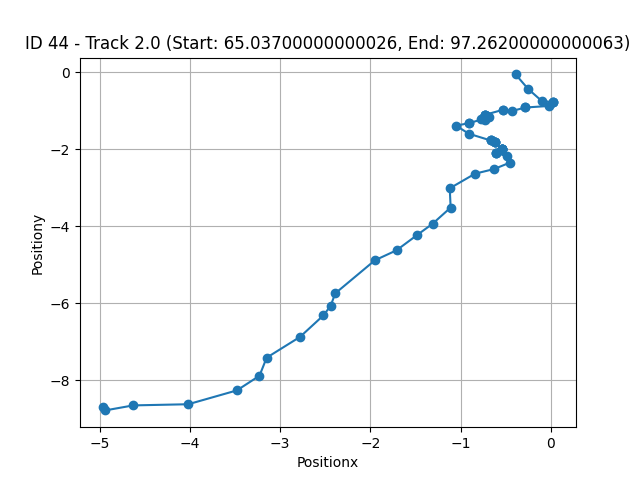 ID 44 - Track 2.0 (Start: 65.03700000000026, End: 97.26200000000063)
0
−2
−4
−6
−8
Positiony
−5 −4 −3 −2 −1 0
Positionx